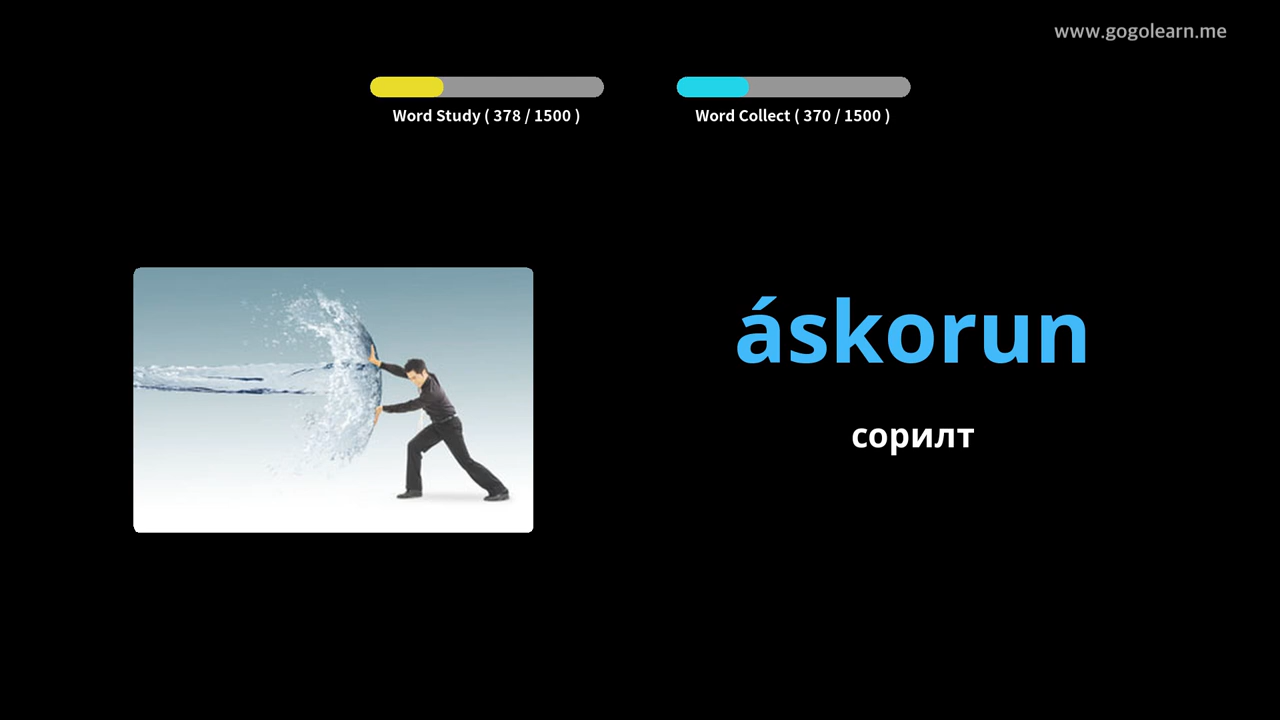 www.gogolearn.me
Word Study ( 378 / 1500 )
Word Collect ( 370 / 1500 )
áskorun
сорилт